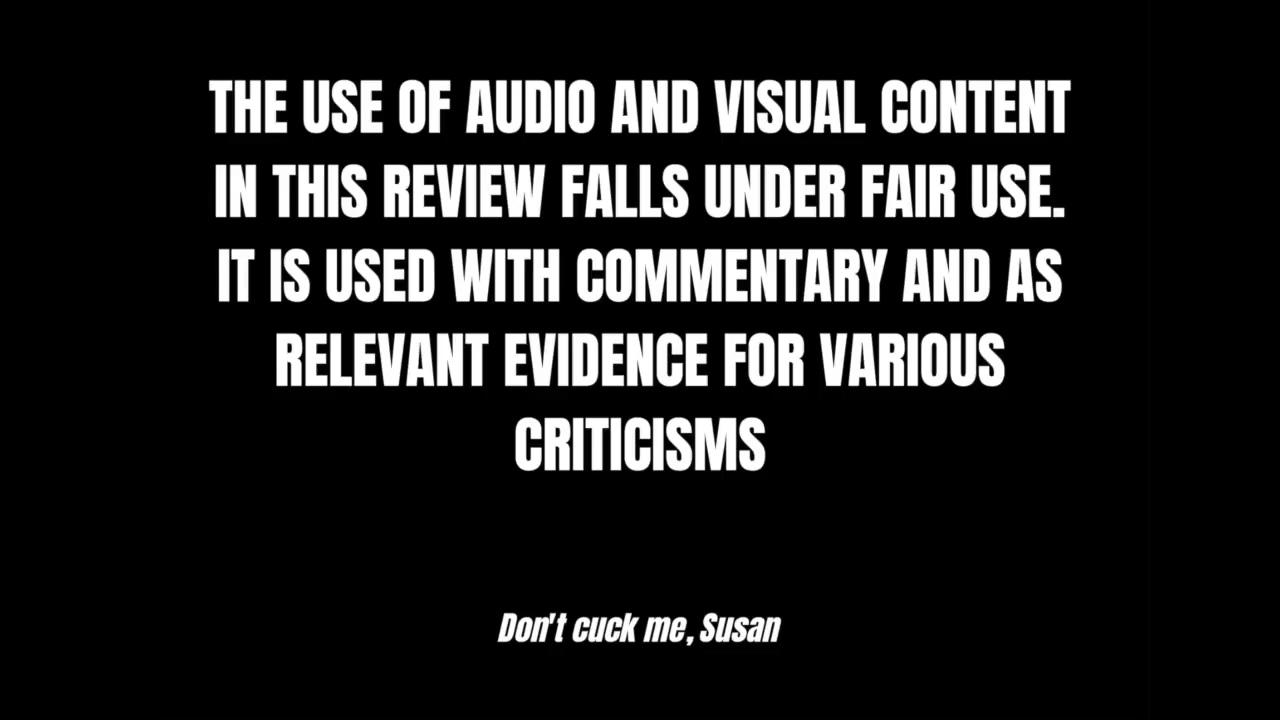 THE USE OF AUDIO AND VISUAL CONTENT
IN THIS REVIEW FALLS UNDER FAIR USE.
IT IS USED WITH COMMENTARY AND AS
RELEVANT EVIDENCE FOR VARIOUS
CRITICISMS
Don't cuck me, Susan